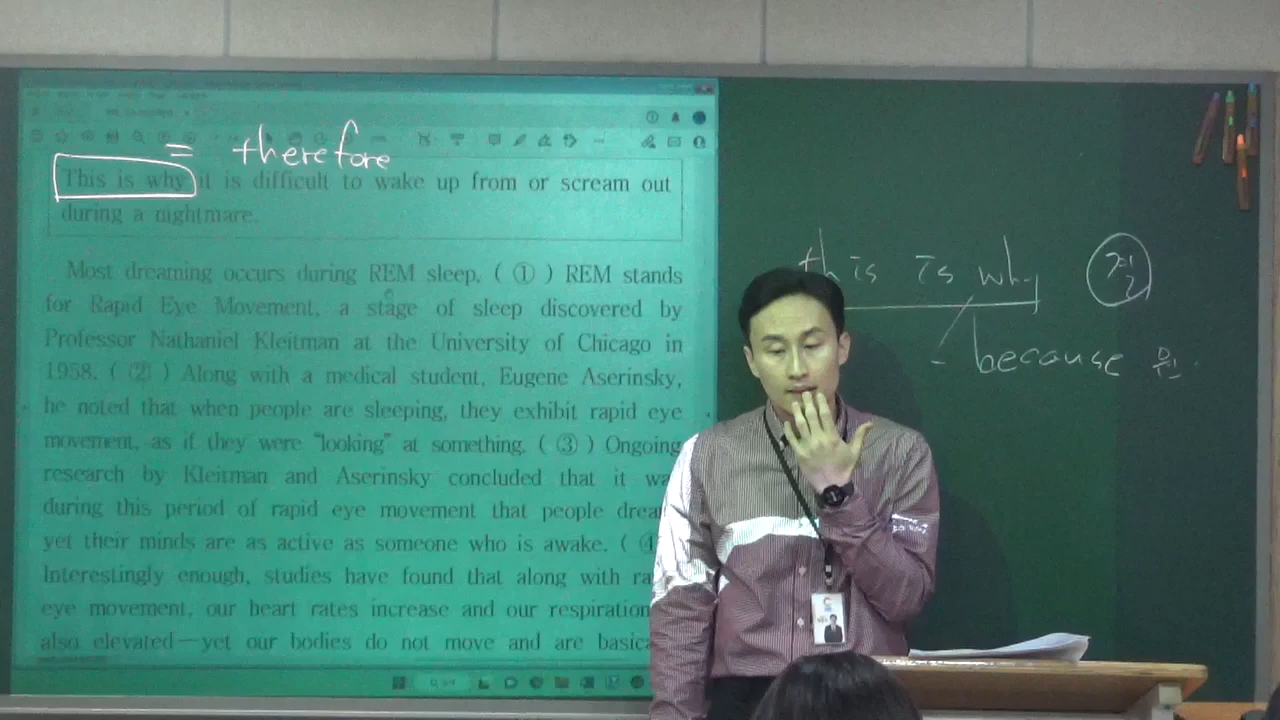 = therefore
This is why it is difficult to wake up from or scream out
during a nightmare.
Most dreaming occurs during REM sleep. ( ① ) REM stands
for Rapid Eye Movement, a stage of sleep discovered by
Professor Nathaniel Kleitman at the University of Chicago in
1958. ( ② ) Along with a medical student, Eugene Aserinsky,
he noted that when people are sleeping, they exhibit rapid eye
movement, as if they were “looking” at something. ( ③ ) Ongoing
research by Kleitman and Aserinsky concluded that it
during this period of rapid eye movement that people
yet their minds are as active as someone who is awake. ( ④
Interestingly enough, studies have found that along with
eye movement, our heart rates increase and our respiration
also elevated—yet our bodies do not move and are
this is why
- because